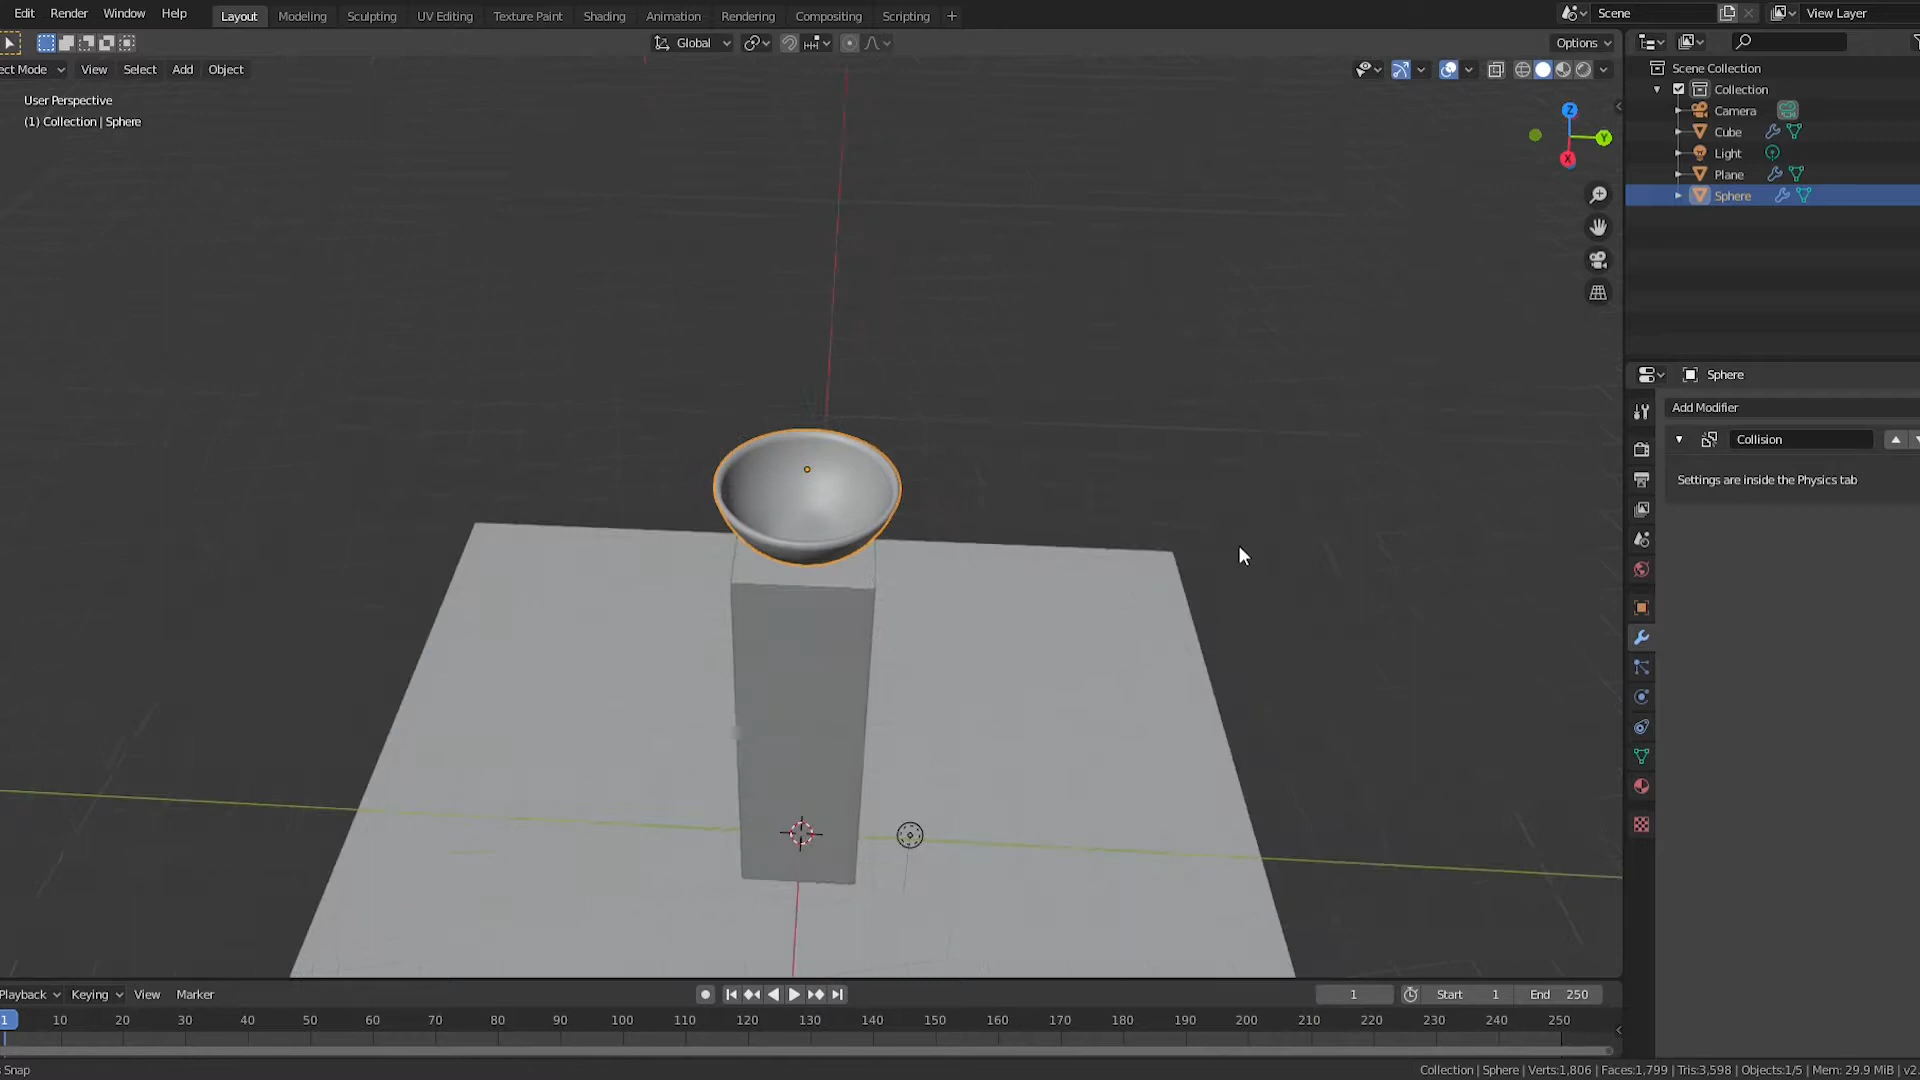 Edit Render Window Help Layout Modeling Sculpting UV Editing Texture Paint Shading Animation Rendering Compositing Scripting + Scene View Layer
Global Options
ect Mode View Select Add Object
User Perspective
(1) Collection | Sphere
Z
Y
X
Scene Collection
Collection
Camera
Cube
Light
Plane
Sphere
Sphere
Add Modifier
Collision
Settings are inside the Physics tab
Playback Keying View Marker 1 Start 1 End 250
1 10 20 30 40 50 60 70 80 90 100 110 120 130 140 150 160 170 180 190 200 210 220 230 240 250
Snap Collection | Sphere | Verts:1,806 | Faces:1,799 | Tris:3,598 | Objects:1/5 | Mem: 29.9 MiB | v2